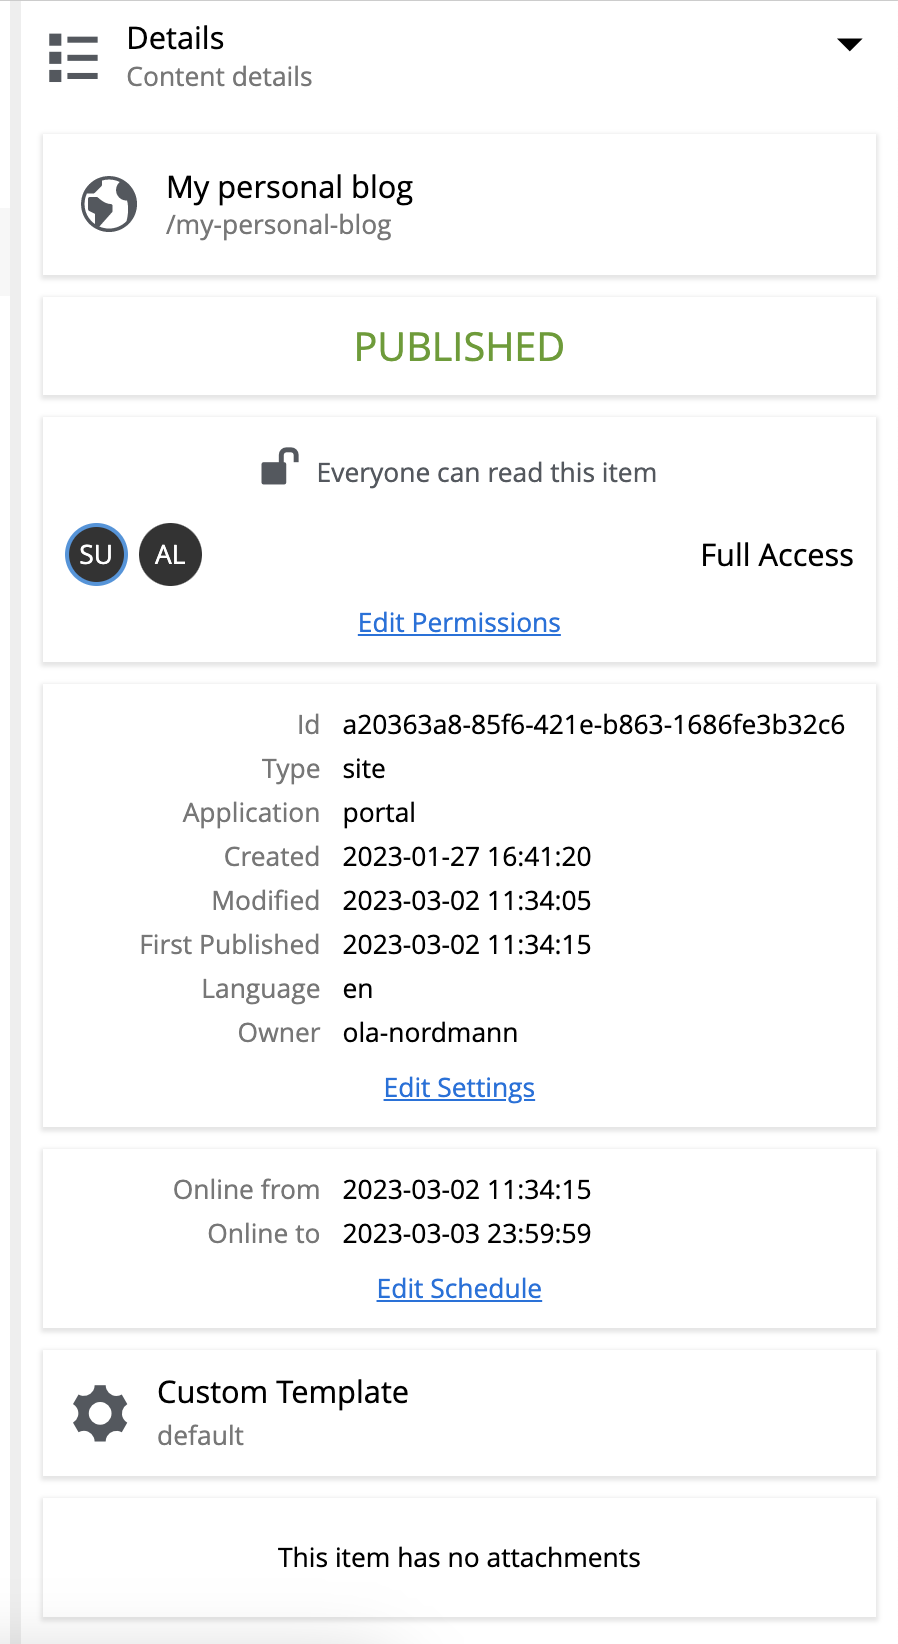 Details
Content details
My personal blog
/my-personal-blog
PUBLISHED
Everyone can read this item
SU AL Full Access
Edit Permissions
Id a20363a8-85f6-421e-b863-1686fe3b32c6
Type site
Application portal
Created 2023-01-27 16:41:20
Modified 2023-03-02 11:34:05
First Published 2023-03-02 11:34:15
Language en
Owner ola-nordmann
Edit Settings
Online from 2023-03-02 11:34:15
Online to 2023-03-03 23:59:59
Edit Schedule
Custom Template
default
This item has no attachments